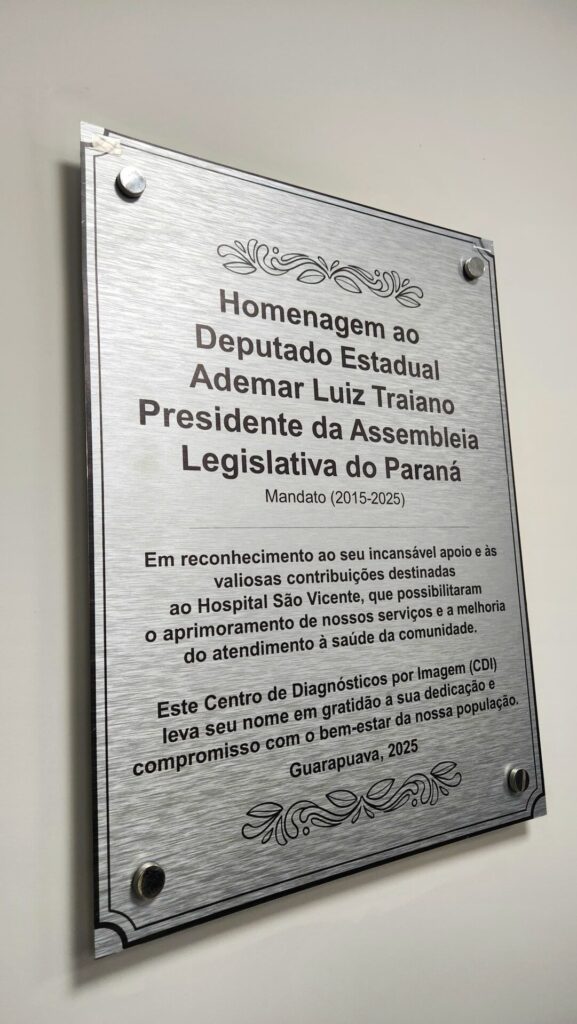 Homenagem ao
Deputado Estadual
Ademar Luiz Traiano
Presidente da Assembleia
Legislativa do Paraná
Mandato (2015-2025)
Em reconhecimento ao seu incansável apoio e às
valiosas contribuições destinadas
ao Hospital São Vicente, que possibilitaram
o aprimoramento de nossos serviços e a melhoria
do atendimento à saúde da comunidade.
Este Centro de Diagnósticos por Imagem (CDI)
leva seu nome em gratidão a sua dedicação e
compromisso com o bem-estar da nossa população.
Guarapuava, 2025